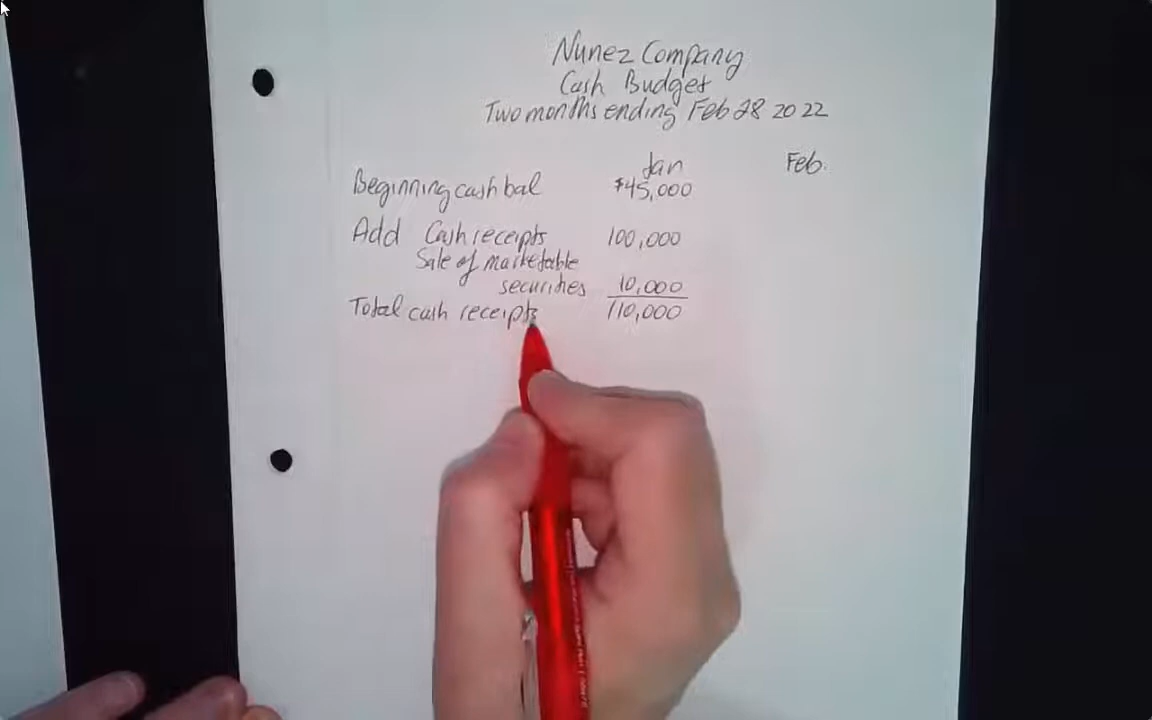 Nunez Company
Cash Budget
Two months ending Feb 28 2022
Jan Feb.
Beginning cash bal $45,000
Add Cash receipts 100,000
Sale of marketable
securities 10,000
Total cash receipts 110,000